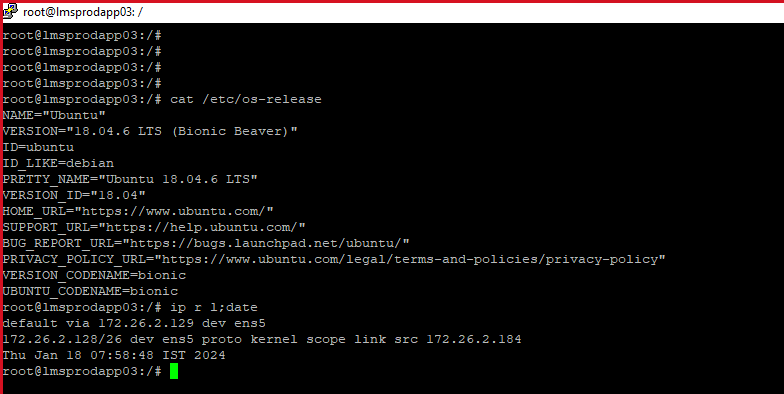 root@lmsprodapp03: /
root@lmsprodapp03:/#
root@lmsprodapp03:/#
root@lmsprodapp03:/#
root@lmsprodapp03:/#
root@lmsprodapp03:/# cat /etc/os-release
NAME="Ubuntu"
VERSION="18.04.6 LTS (Bionic Beaver)"
ID=ubuntu
ID_LIKE=debian
PRETTY_NAME="Ubuntu 18.04.6 LTS"
VERSION_ID="18.04"
HOME_URL="https://www.ubuntu.com/"
SUPPORT_URL="https://help.ubuntu.com/"
BUG_REPORT_URL="https://bugs.launchpad.net/ubuntu/"
PRIVACY_POLICY_URL="https://www.ubuntu.com/legal/terms-and-policies/privacy-policy"
VERSION_CODENAME=bionic
UBUNTU_CODENAME=bionic
root@lmsprodapp03:/# ip r l;date
default via 172.26.2.129 dev ens5
172.26.2.128/26 dev ens5 proto kernel scope link src 172.26.2.184
Thu Jan 18 07:58:48 IST 2024
root@lmsprodapp03:/#